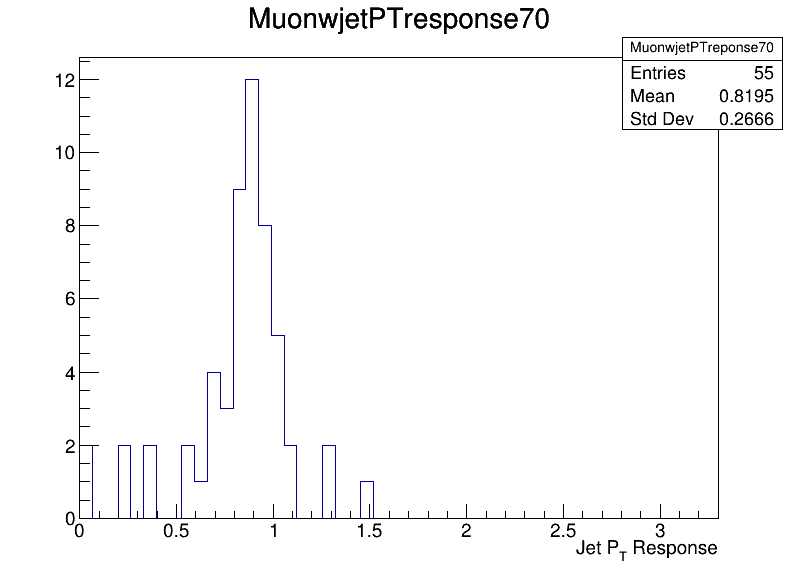 MuonwjetPTresponse70
MuonwjetPTreponse70
Entries 55
Mean 0.8195
Std Dev 0.2666
12
10
8
6
4
2
0
0 0.5 1 1.5 2 2.5 3
Jet PT Response